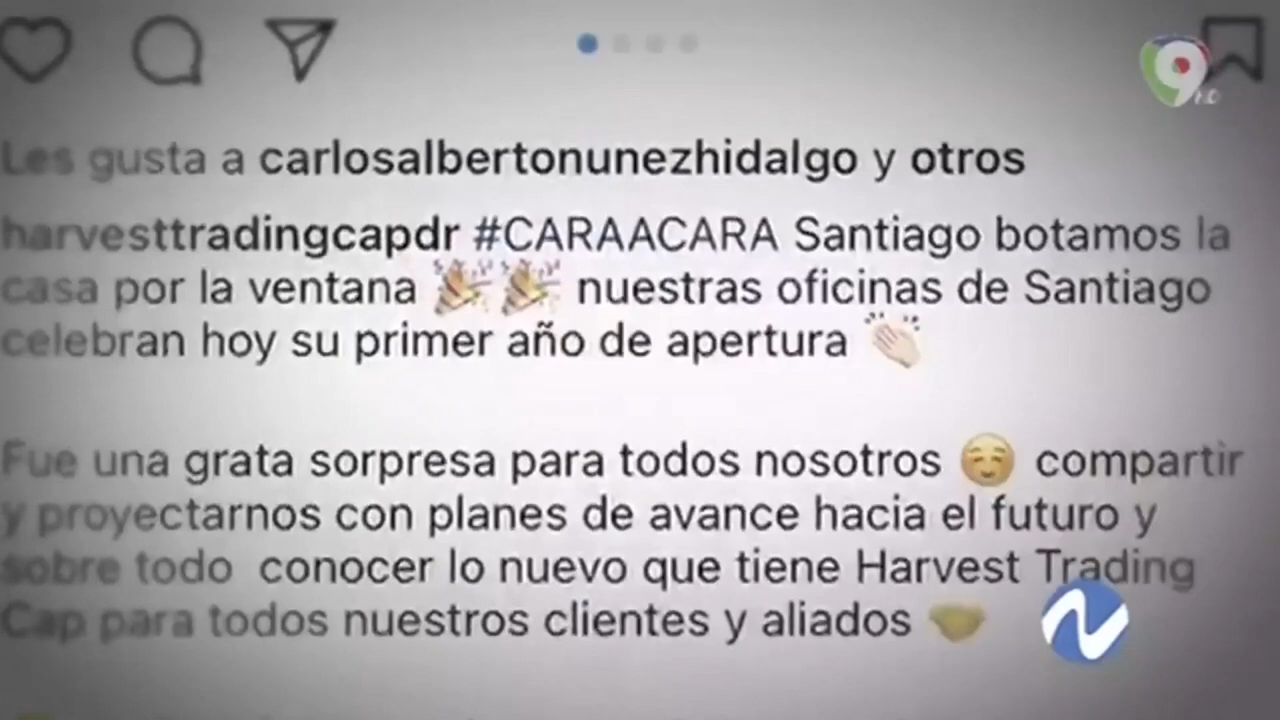 Les gusta a carlosalbertonunezhidalgo y otros
harvesttradingcapdr #CARAACARA Santiago botamos la
casa por la ventana 🎉🎉 nuestras oficinas de Santiago
celebran hoy su primer año de apertura 👏🏻
Fue una grata sorpresa para todos nosotros ☺️ compartir
y proyectarnos con planes de avance hacia el futuro y
sobre todo conocer lo nuevo que tiene Harvest Trading
Cap para todos nuestros clientes y aliados 🤝
9